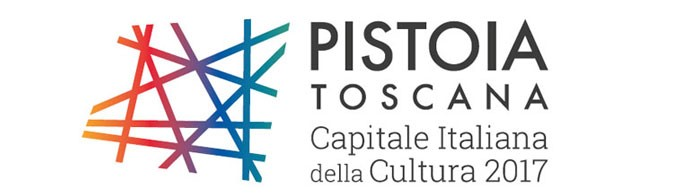 PISTOIA
TOSCANA
Capitale Italiana
della Cultura 2017